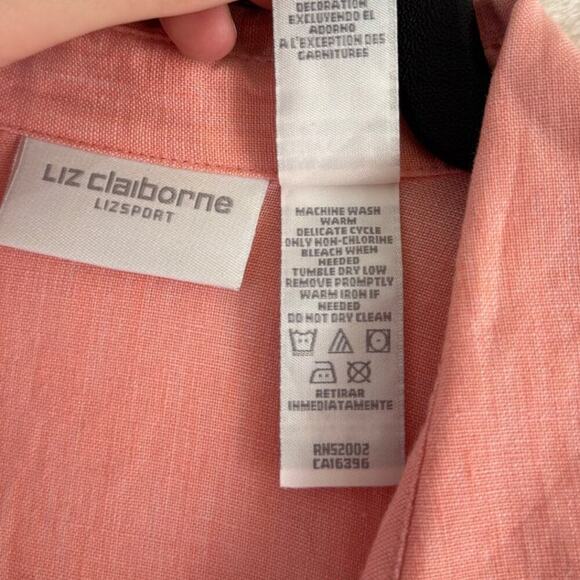 LIZ claiborne
LIZSPORT
DECORATION
EXCLUYENDO EL
ADORNO
A L'EXCEPTION DES
GARNITURES
MACHINE WASH
WARM
DELICATE CYCLE
ONLY NON-CHLORINE
BLEACH WHEN
NEEDED
TUMBLE DRY LOW
REMOVE PROMPTLY
WARM IRON IF
NEEDED
DO NOT DRY CLEAN
RETIRAR
INMEDIATAMENTE
RN52002
CA16396